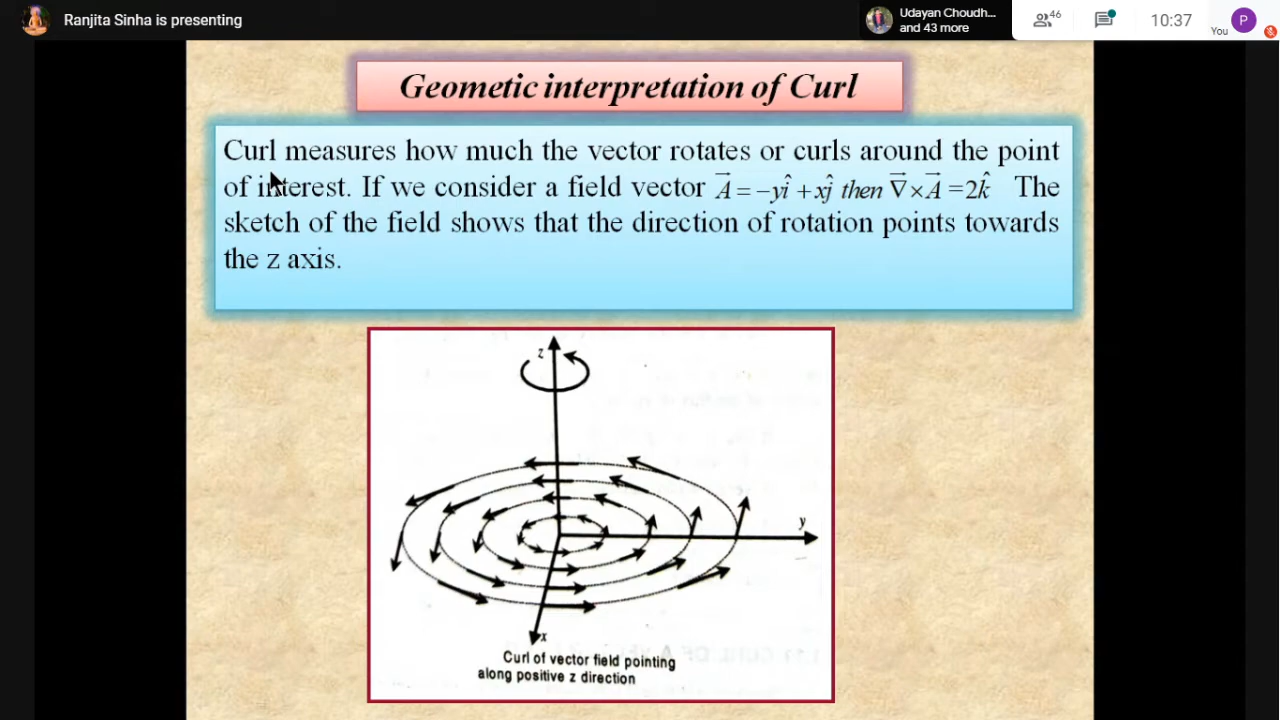 Ranjita Sinha is presenting
Udayan Choudh...
and 43 more
46
10:37
You
P
Geometic interpretation of Curl
Curl measures how much the vector rotates or curls around the point
of interest. If we consider a field vector A⃗ = −yî + xĵ then ∇⃗ × A⃗ = 2k̂ The
sketch of the field shows that the direction of rotation points towards
the z axis.
z
y
x
Curl of vector field pointing
along positive z direction